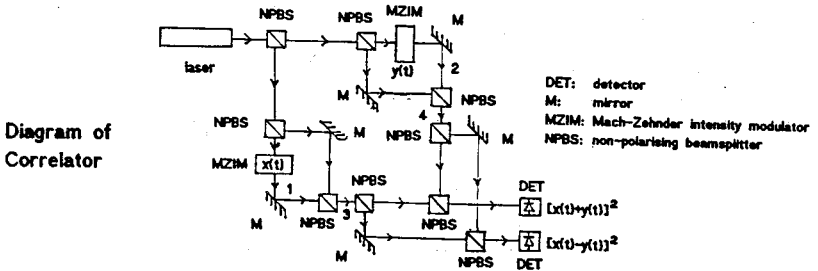 NPBS
NPBS
MZIM
M
laser
y(t)
2
M
NPBS
DET: detector
M: mirror
MZIM: Mach-Zehnder intensity modulator
NPBS: non-polarising beamsplitter
Diagram of
Correlator
NPBS
M
4
NPBS
M
MZIM
x(t)
1
NPBS
DET
[x(t)+y(t)]²
M
NPBS
3
NPBS
M
NPBS
DET
[x(t)-y(t)]²